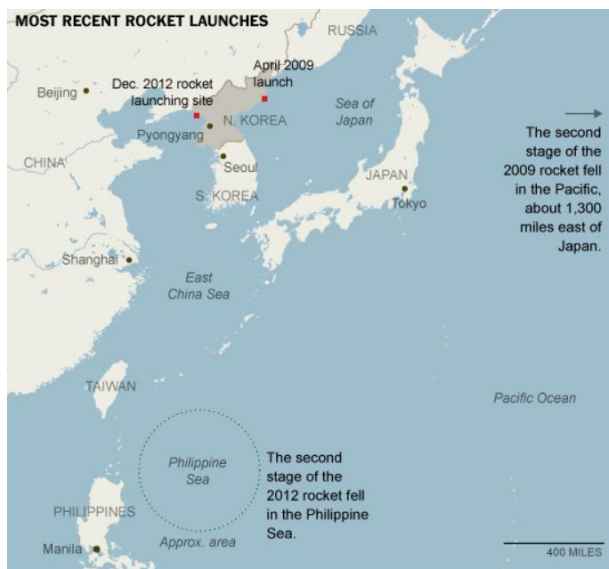 MOST RECENT ROCKET LAUNCHES
RUSSIA
April 2009
launch
Dec. 2012 rocket
launching site
Beijing
Sea of
Japan
N. KOREA
Pyongyang
The second
stage of the
2009 rocket fell
in the Pacific,
about 1,300
miles east of
Japan.
CHINA
Seoul
JAPAN
S. KOREA
Tokyo
Shanghai
East
China Sea
TAIWAN
Pacific Ocean
Philippine
Sea
The second
stage of the
2012 rocket fell
in the Philippine
Sea.
PHILIPPINES
Approx. area
Manila
400 MILES